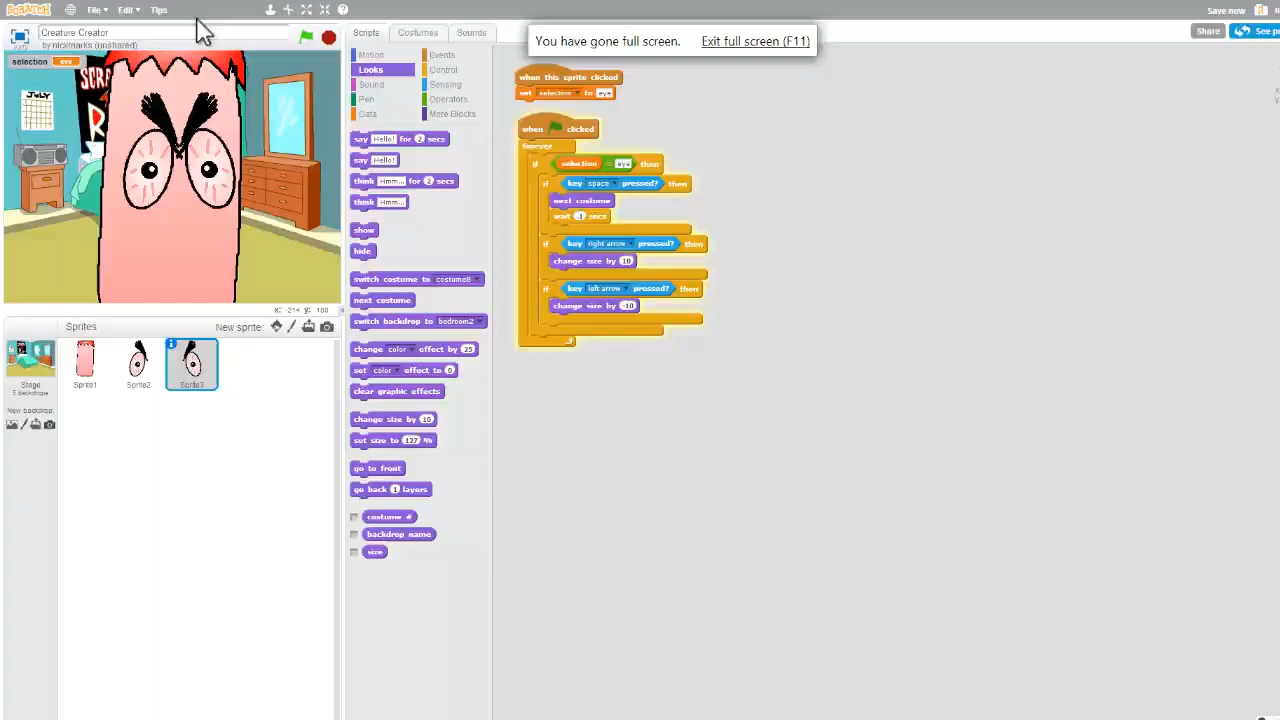 SCRATCH File Edit Tips Save now
Creature Creator
by nickmarks (unshared)
Scripts Costumes Sounds
You have gone full screen. Exit full screen (F11)
Share See
selection eye
JULY
SCRA
x: -214 y: 180
Sprites New sprite:
Stage
5 Backdrops
New backdrop:
Sprite1 Sprite2 Sprite3
Motion Events
Looks Control
Sound Sensing
Pen Operators
Data More Blocks
say Hello! for 2 secs
say Hello!
think Hmm... for 2 secs
think Hmm...
show
hide
switch costume to costume8
next costume
switch backdrop to bedroom2
change color effect by 25
set color effect to 0
clear graphic effects
change size by 10
set size to 127 %
go to front
go back 1 layers
costume #
backdrop name
size
when this sprite clicked
set selection to eye
when clicked
forever
if selection = eye then
if key space pressed? then
next costume
wait .1 secs
if key right arrow pressed? then
change size by 10
if key left arrow pressed? then
change size by -10